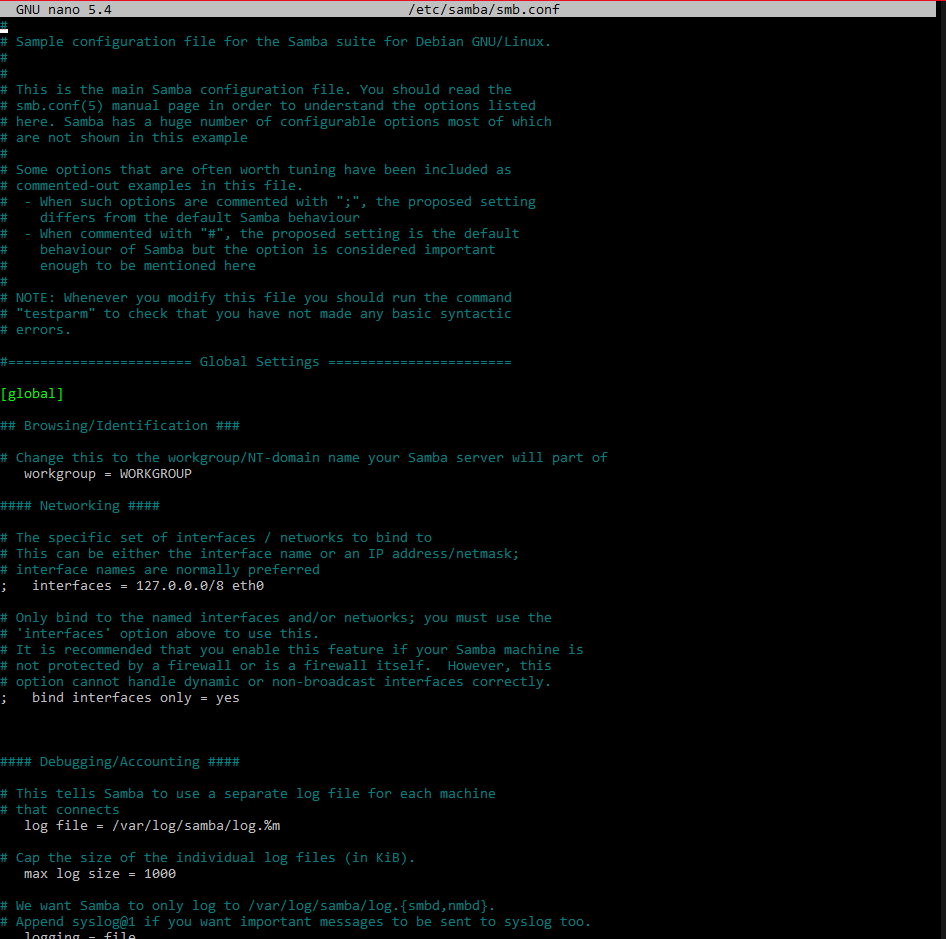 GNU nano 5.4 /etc/samba/smb.conf
#
# Sample configuration file for the Samba suite for Debian GNU/Linux.
#
#
# This is the main Samba configuration file. You should read the
# smb.conf(5) manual page in order to understand the options listed
# here. Samba has a huge number of configurable options most of which
# are not shown in this example
#
# Some options that are often worth tuning have been included as
# commented-out examples in this file.
#  - When such options are commented with ";", the proposed setting
#    differs from the default Samba behaviour
#  - When commented with "#", the proposed setting is the default
#    behaviour of Samba but the option is considered important
#    enough to be mentioned here
#
# NOTE: Whenever you modify this file you should run the command
# "testparm" to check that you have not made any basic syntactic
# errors.
#======================= Global Settings =======================
[global]
## Browsing/Identification ###
# Change this to the workgroup/NT-domain name your Samba server will part of
   workgroup = WORKGROUP
#### Networking ####
# The specific set of interfaces / networks to bind to
# This can be either the interface name or an IP address/netmask;
# interface names are normally preferred
;   interfaces = 127.0.0.0/8 eth0
# Only bind to the named interfaces and/or networks; you must use the
# 'interfaces' option above to use this.
# It is recommended that you enable this feature if your Samba machine is
# not protected by a firewall or is a firewall itself.  However, this
# option cannot handle dynamic or non-broadcast interfaces correctly.
;   bind interfaces only = yes
#### Debugging/Accounting ####
# This tells Samba to use a separate log file for each machine
# that connects
   log file = /var/log/samba/log.%m
# Cap the size of the individual log files (in KiB).
   max log size = 1000
# We want Samba to only log to /var/log/samba/log.{smbd,nmbd}.
# Append syslog@1 if you want important messages to be sent to syslog too.
   logging = file